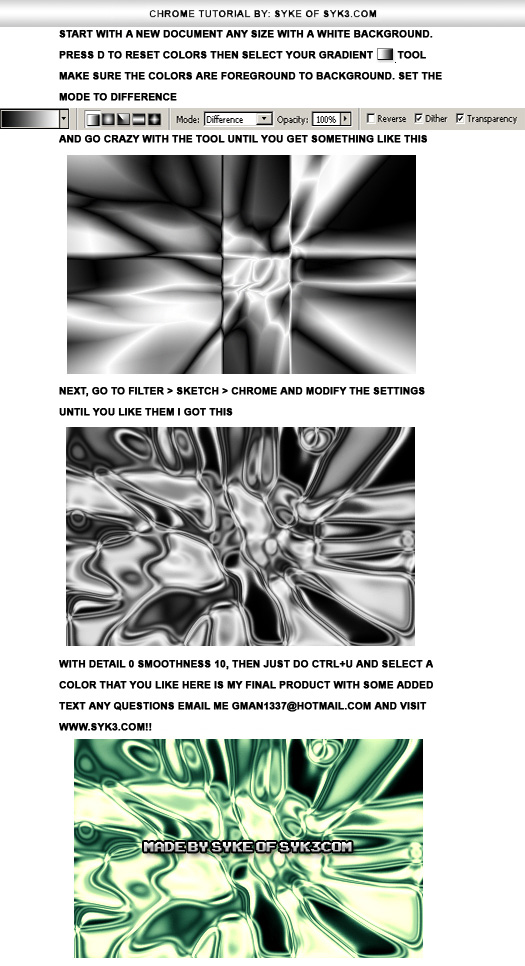 CHROME TUTORIAL BY: SYKE OF SYK3.COM
START WITH A NEW DOCUMENT ANY SIZE WITH A WHITE BACKGROUND.
PRESS D TO RESET COLORS THEN SELECT YOUR GRADIENT , TOOL
MAKE SURE THE COLORS ARE FOREGROUND TO BACKGROUND. SET THE
MODE TO DIFFERENCE
Mode: Difference Opacity: 100% Reverse Dither Transparency
AND GO CRAZY WITH THE TOOL UNTIL YOU GET SOMETHING LIKE THIS
NEXT, GO TO FILTER > SKETCH > CHROME AND MODIFY THE SETTINGS
UNTIL YOU LIKE THEM I GOT THIS
WITH DETAIL 0 SMOOTHNESS 10, THEN JUST DO CTRL+U AND SELECT A
COLOR THAT YOU LIKE HERE IS MY FINAL PRODUCT WITH SOME ADDED
TEXT ANY QUESTIONS EMAIL ME GMAN1337@HOTMAIL.COM AND VISIT
WWW.SYK3.COM!!
MADE BY SYKE OF SYK3COM